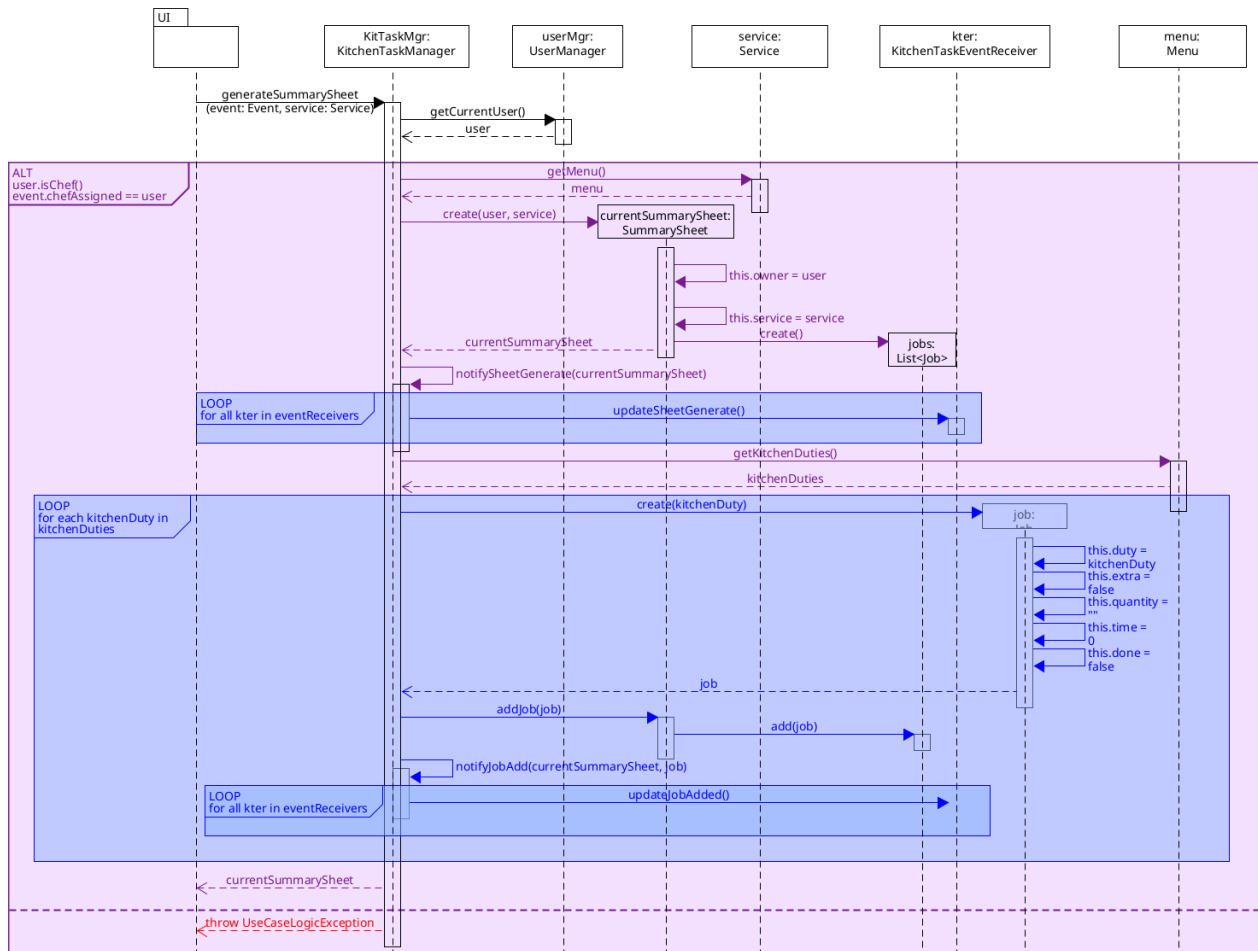 UI
KitTaskMgr:
KitchenTaskManager
userMgr:
UserManager
service:
Service
kter:
KitchenTaskEventReceiver
menu:
Menu
generateSummarySheet
(event: Event, service: Service)
getCurrentUser()
user
ALT
user.isChef()
event.chefAssigned == user
getMenu()
menu
create(user, service)
currentSummarySheet:
SummarySheet
this.owner = user
this.service = service
create()
jobs:
List<Job>
currentSummarySheet
notifySheetGenerate(currentSummarySheet)
LOOP
for all kter in eventReceivers
updateSheetGenerate()
getKitchenDuties()
kitchenDuties
LOOP
for each kitchenDuty in
kitchenDuties
create(kitchenDuty)
job:
Job
this.duty =
kitchenDuty
this.extra =
false
this.quantity =
""
this.time =
0
this.done =
false
job
addJob(job)
add(job)
notifyJobAdd(currentSummarySheet, job)
LOOP
for all kter in eventReceivers
updateJobAdded()
currentSummarySheet
throw UseCaseLogicException